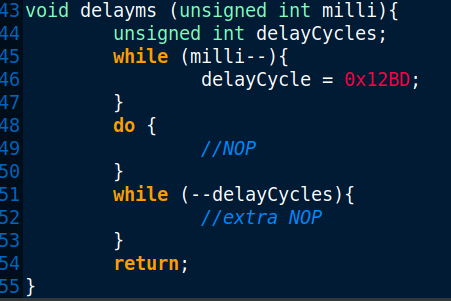 43 void delayms (unsigned int milli){
44 unsigned int delayCycles;
45 while (milli--){
46 delayCycle = 0x12BD;
47 }
48 do {
49 //NOP
50 }
51 while (--delayCycles){
52 //extra NOP
53 }
54 return;
55 }